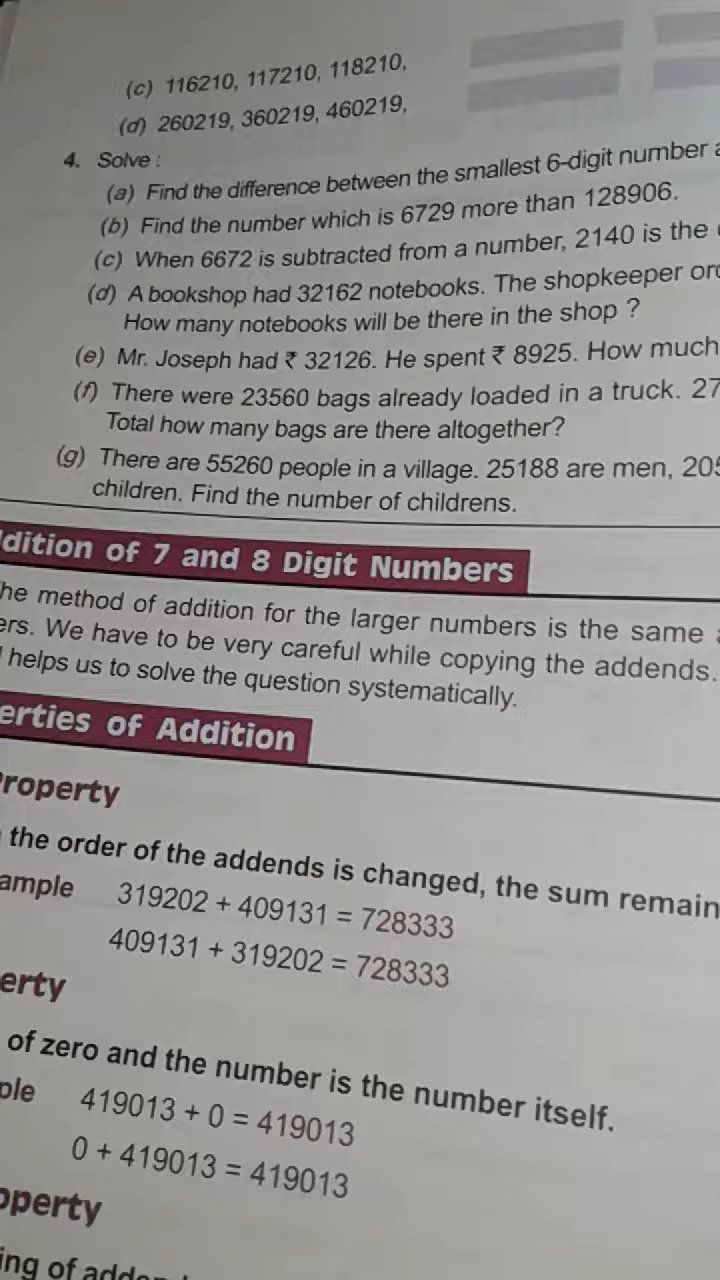 (c) 116210, 117210, 118210,
(d) 260219, 360219, 460219,
4. Solve :
(a) Find the difference between the smallest 6-digit number
(b) Find the number which is 6729 more than 128906.
(c) When 6672 is subtracted from a number, 2140 is the
(d) A bookshop had 32162 notebooks. The shopkeeper
How many notebooks will be there in the shop ?
(e) Mr. Joseph had ₹ 32126. He spent ₹ 8925. How much
(f) There were 23560 bags already loaded in a truck. 27
Total how many bags are there altogether?
(g) There are 55260 people in a village. 25188 are men, 205
children. Find the number of childrens.
dition of 7 and 8 Digit Numbers
he method of addition for the larger numbers is the same
ers. We have to be very careful while copying the addends.
helps us to solve the question systematically.
erties of Addition
roperty
the order of the addends is changed, the sum remain
ample 319202 + 409131 = 728333
409131 + 319202 = 728333
erty
of zero and the number is the number itself.
ple 419013 + 0 = 419013
0 + 419013 = 419013
operty
ing of